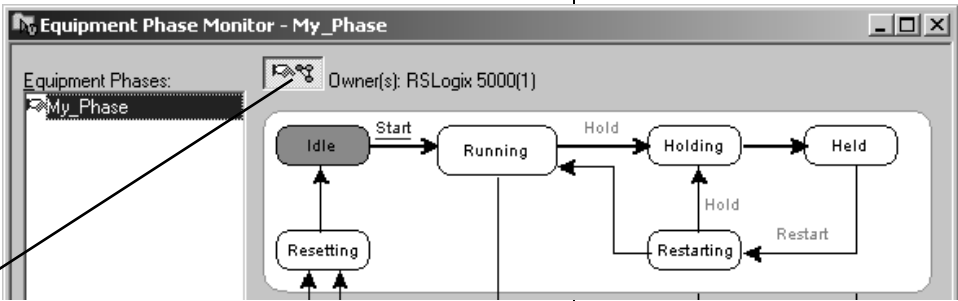 Equipment Phase Monitor - My_Phase
Equipment Phases:
Owner(s): RSLogix 5000(1)
My_Phase
Start
Hold
Idle
Running
Holding
Held
Hold
Restart
Resetting
Restarting